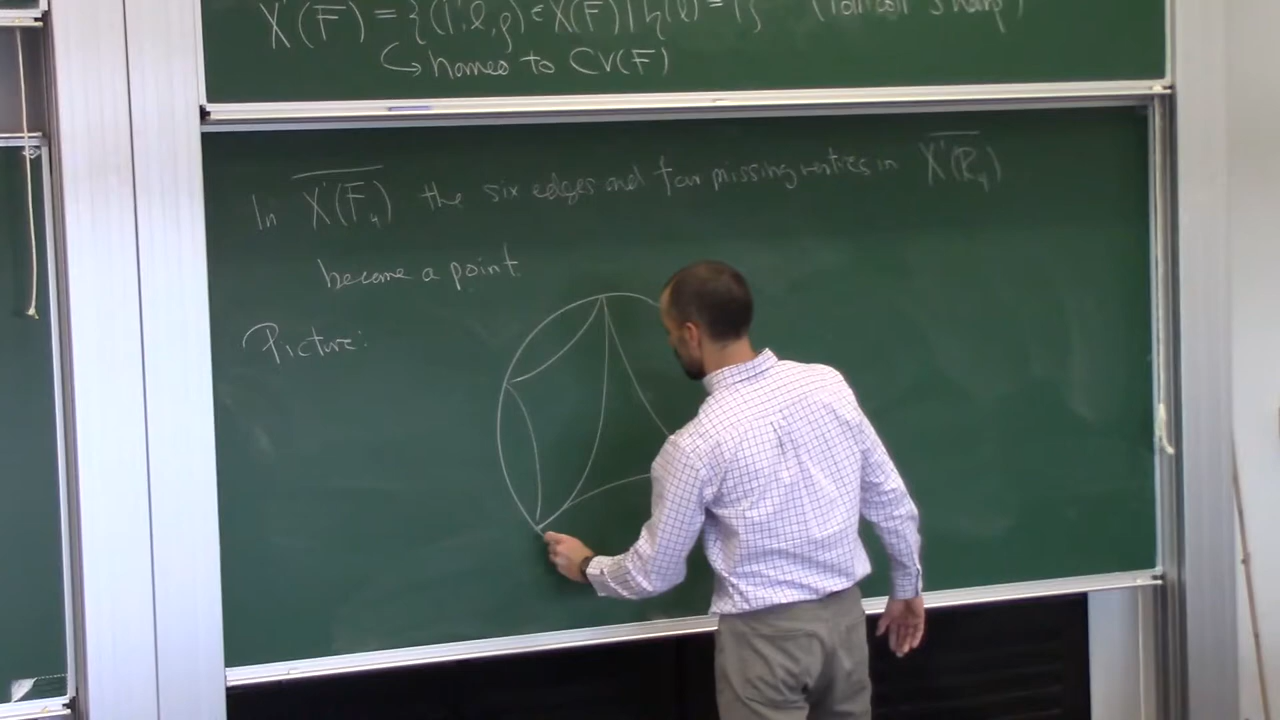 X'(F) = {(Γ, l, ρ) ∈ X(F) | h(l) = 1}
↪ homeo to CV(F)
In X'(F₄) the six edges and four missing vertices in X'(R₄)
become a point.
Picture: